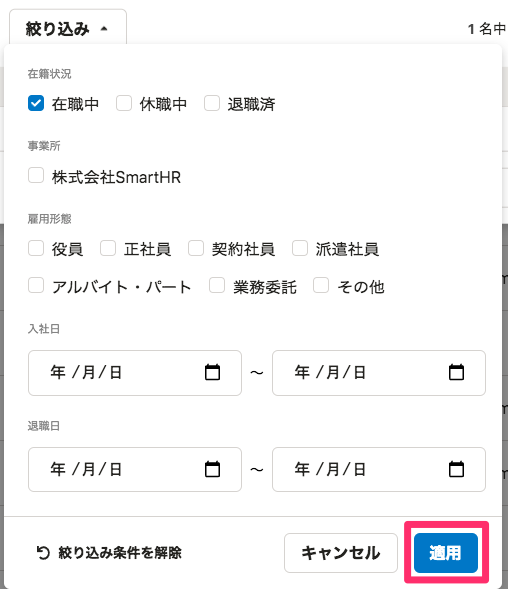 絞り込み
1 名中
在籍状況
在職中 休職中 退職済
事業所
株式会社SmartHR
雇用形態
役員 正社員 契約社員 派遣社員
アルバイト・パート 業務委託 その他
入社日
年 /月/日 ～ 年 /月/日
退職日
年 /月/日 ～ 年 /月/日
絞り込み条件を解除 キャンセル 適用